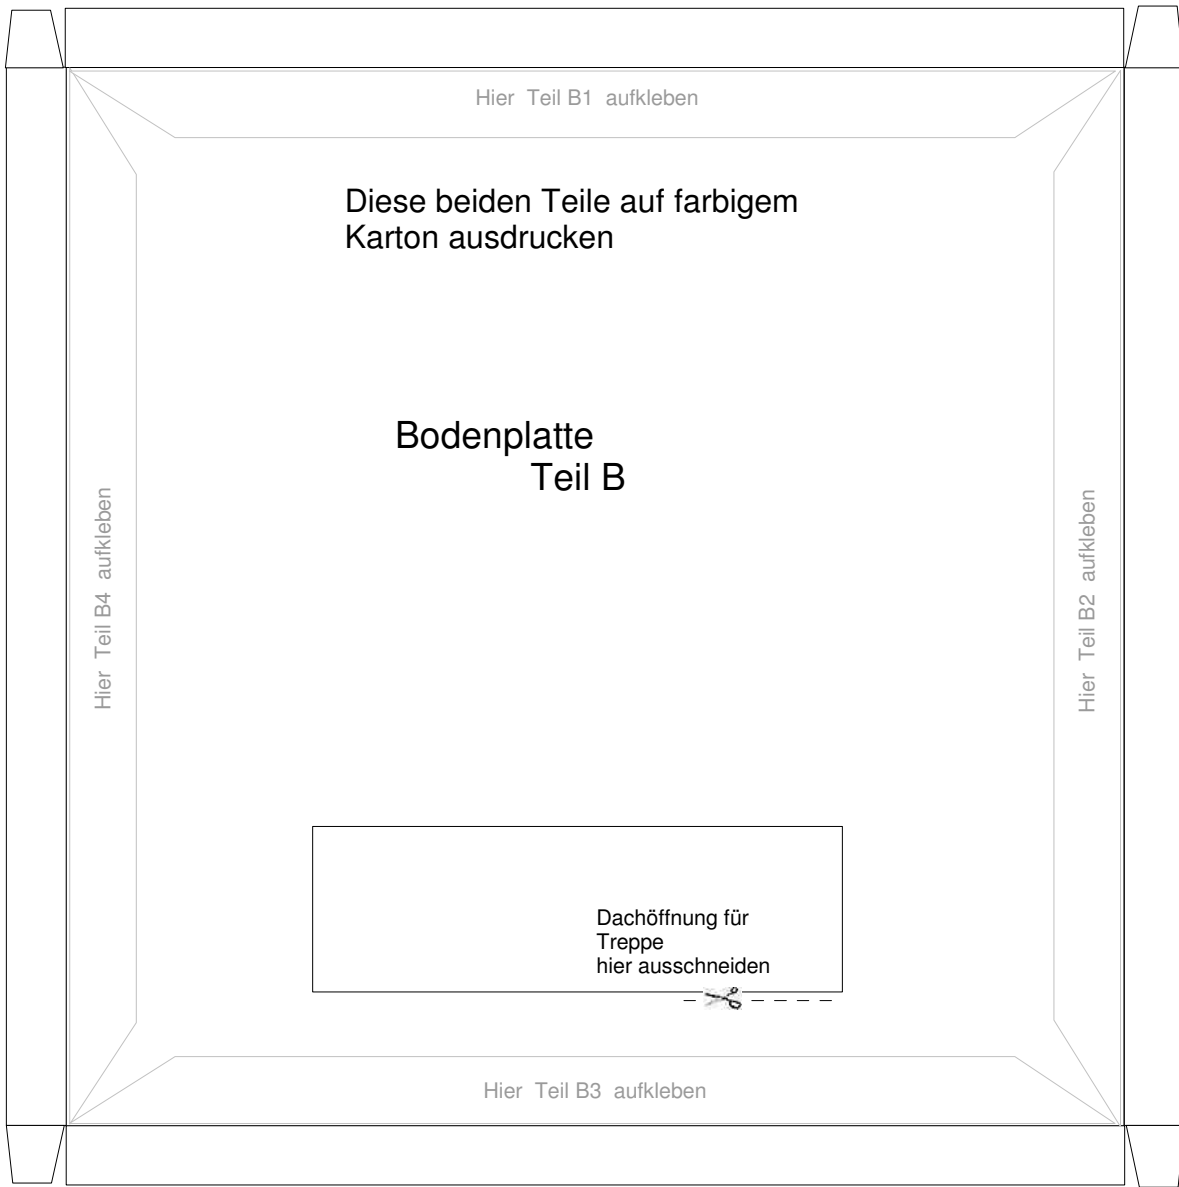 Hier Teil B1 aufkleben
Diese beiden Teile auf farbigem
Karton ausdrucken
Bodenplatte
Teil B
Hier Teil B4 aufkleben
Hier Teil B2 aufkleben
Dachöffnung für
Treppe
hier ausschneiden
Hier Teil B3 aufkleben